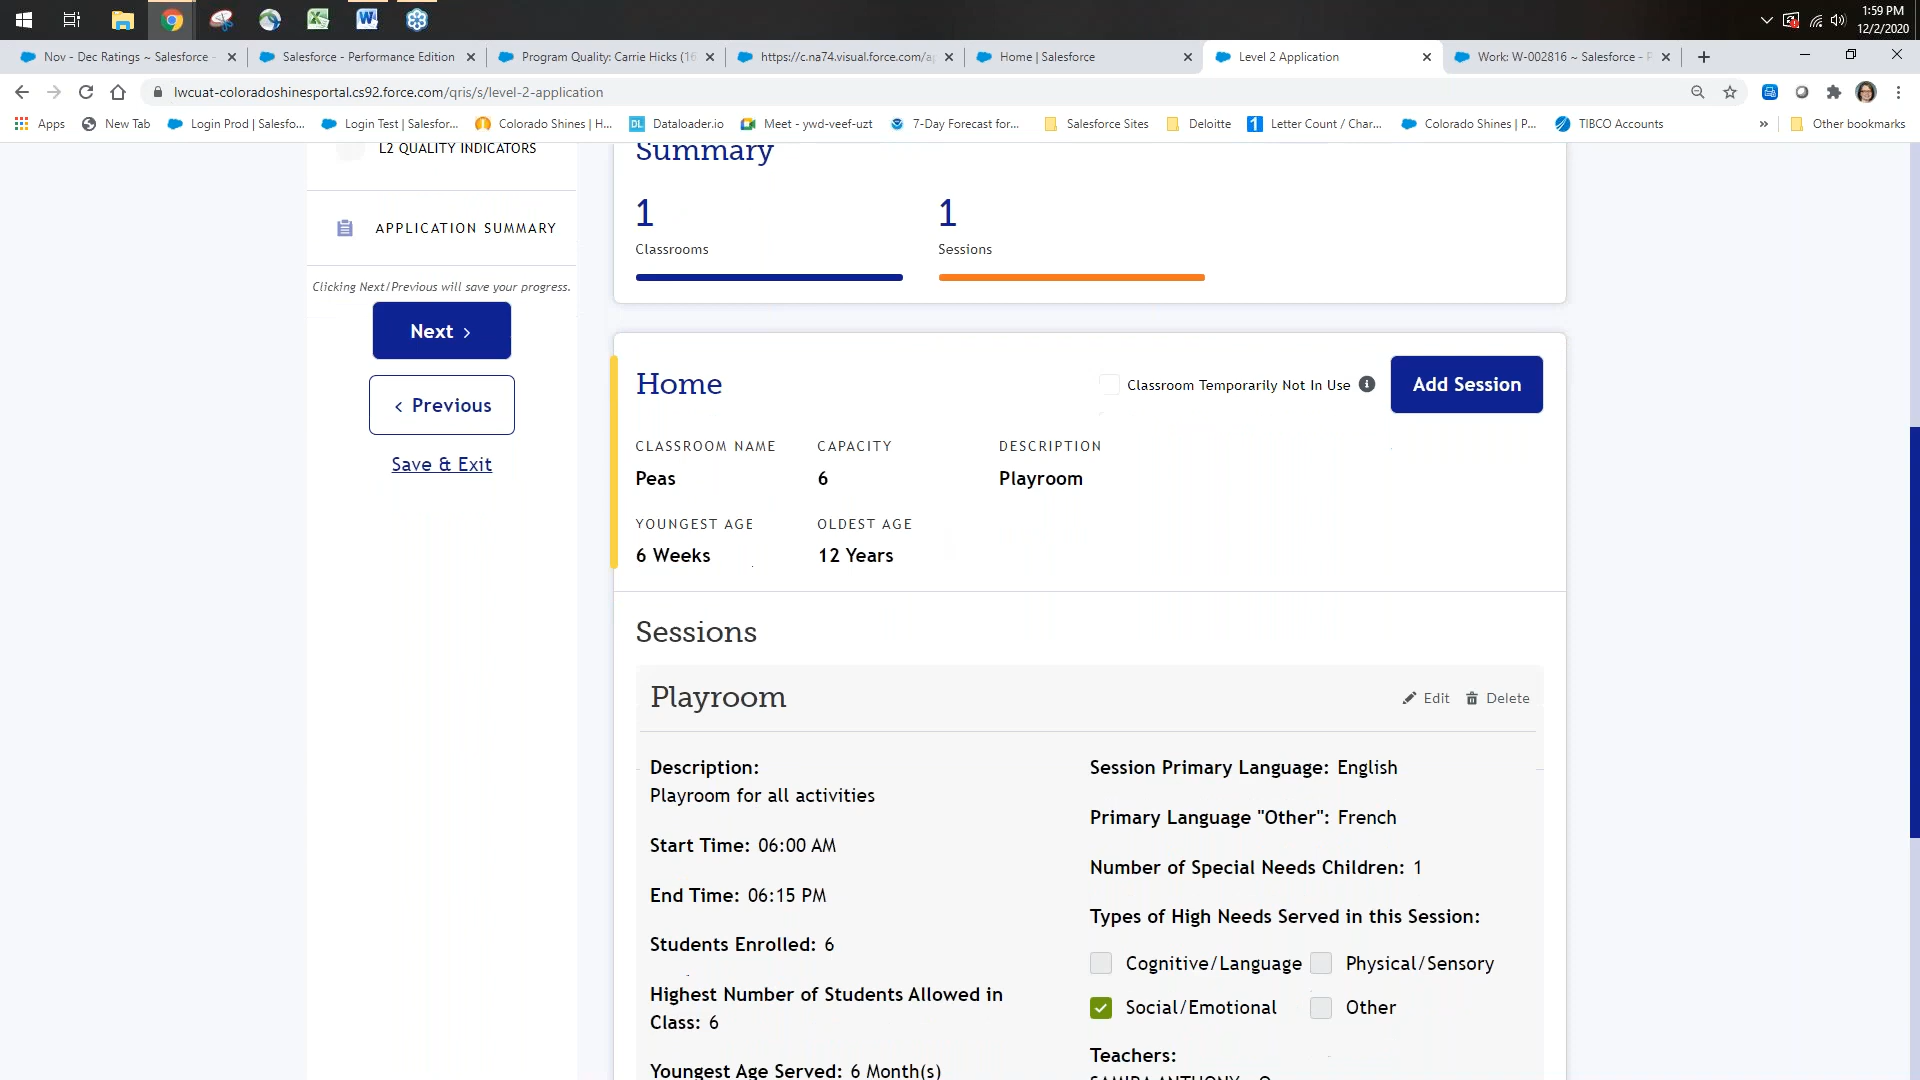 1:59 PM
12/2/2020
Nov - Dec Ratings ~ Salesforce -
Salesforce - Performance Edition
Program Quality: Carrie Hicks (16
https://c.na74.visual.force.com/a
Home | Salesforce
Level 2 Application
Work: W-002816 ~ Salesforce - P
lwcuat-coloradoshinesportal.cs92.force.com/qris/s/level-2-application
Apps
New Tab
Login Prod | Salesfo...
Login Test | Salesfor...
Colorado Shines | H...
DL Dataloader.io
Meet - ywd-veef-uzt
7-Day Forecast for...
Salesforce Sites
Deloitte
1 Letter Count / Char...
Colorado Shines | P...
TIBCO Accounts
»
Other bookmarks
L2 QUALITY INDICATORS
APPLICATION SUMMARY
Clicking Next/Previous will save your progress.
Next >
< Previous
Save & Exit
Summary
1
Classrooms
1
Sessions
Home
Classroom Temporarily Not In Use
Add Session
CLASSROOM NAME
CAPACITY
DESCRIPTION
Peas
6
Playroom
YOUNGEST AGE
OLDEST AGE
6 Weeks
12 Years
Sessions
Playroom
Edit
Delete
Description:
Playroom for all activities
Start Time: 06:00 AM
End Time: 06:15 PM
Students Enrolled: 6
Highest Number of Students Allowed in
Class: 6
Youngest Age Served: 6 Month(s)
Session Primary Language: English
Primary Language "Other": French
Number of Special Needs Children: 1
Types of High Needs Served in this Session:
Cognitive/Language
Physical/Sensory
Social/Emotional
Other
Teachers:
SAMIRA ANTHONY